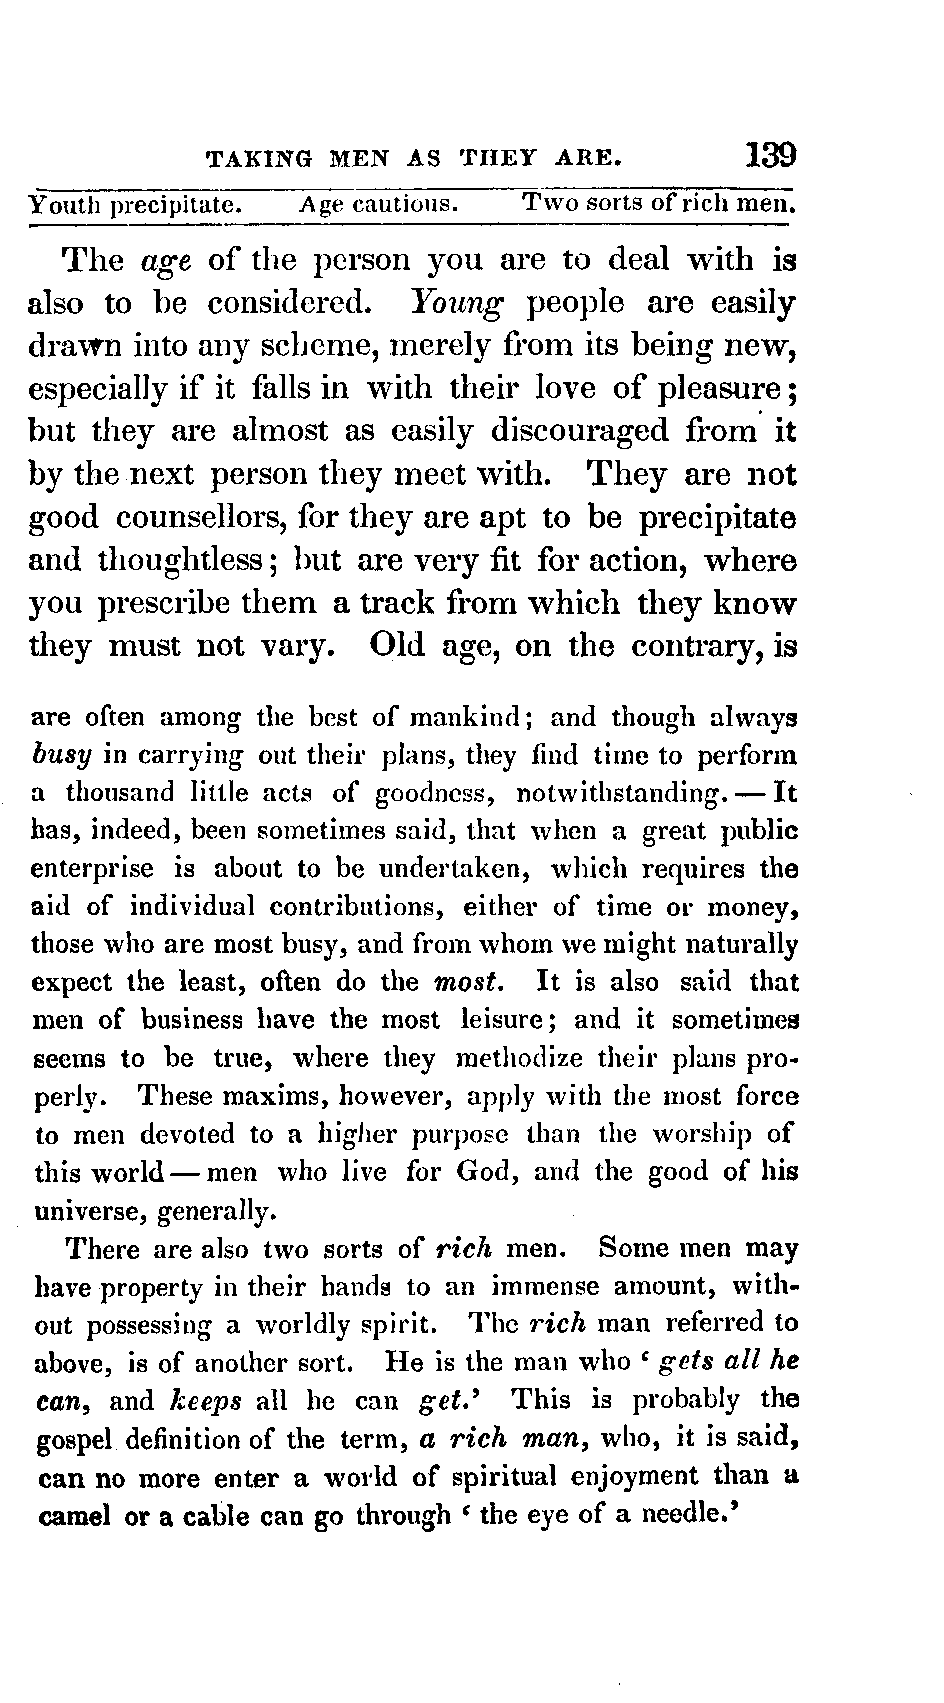 TAKING MEN AS THEY ARE. 139
Youth precipitate. Age cautious. Two sorts of rich men.
The age of the person you are to deal with is
also to be considered. Young people are easily
drawn into any scheme, merely from its being new,
especially if it falls in with their love of pleasure;
but they are almost as easily discouraged from it
by the next person they meet with. They are not
good counsellors, for they are apt to be precipitate
and thoughtless; but are very fit for action, where
you prescribe them a track from which they know
they must not vary. Old age, on the contrary, is
are often among the best of mankind; and though always
busy in carrying out their plans, they find time to perform
a thousand little acts of goodness, notwithstanding. — It
has, indeed, been sometimes said, that when a great public
enterprise is about to be undertaken, which requires the
aid of individual contributions, either of time or money,
those who are most busy, and from whom we might naturally
expect the least, often do the most. It is also said that
men of business have the most leisure; and it sometimes
seems to be true, where they methodize their plans pro-
perly. These maxims, however, apply with the most force
to men devoted to a higher purpose than the worship of
this world — men who live for God, and the good of his
universe, generally.
There are also two sorts of rich men. Some men may
have property in their hands to an immense amount, with-
out possessing a worldly spirit. The rich man referred to
above, is of another sort. He is the man who ‘ gets all he
can, and keeps all he can get.’ This is probably the
gospel definition of the term, a rich man, who, it is said,
can no more enter a world of spiritual enjoyment than a
camel or a cable can go through ‘ the eye of a needle.’